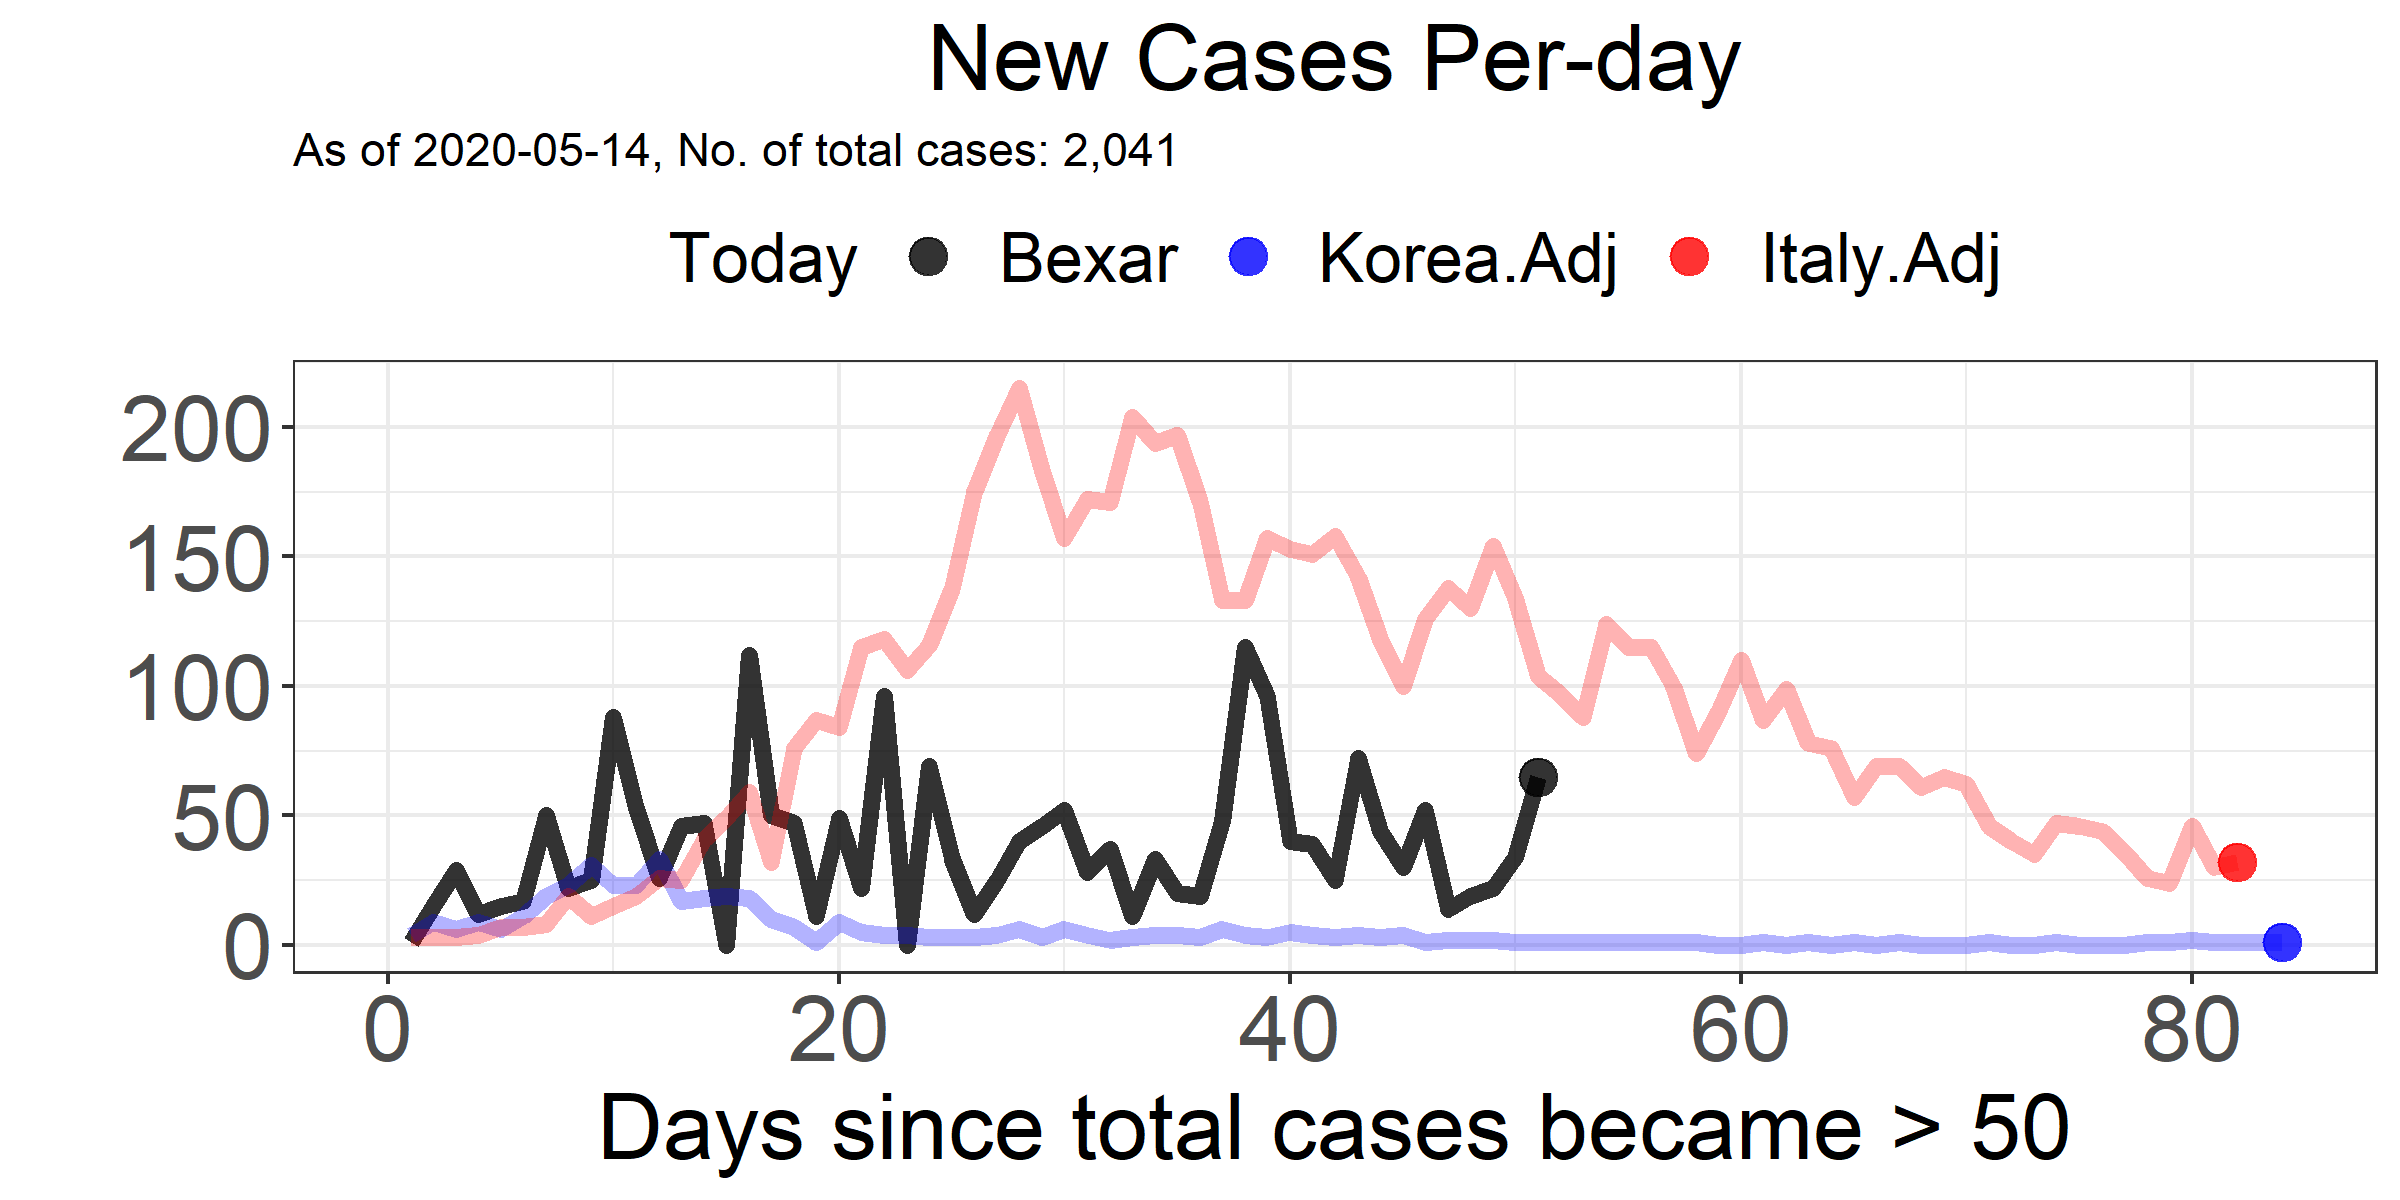 New Cases Per-day
As of 2020-05-14, No. of total cases: 2,041
Today Bexar Korea.Adj Italy.Adj
200
150
100
50
0
0 20 40 60 80
Days since total cases became > 50